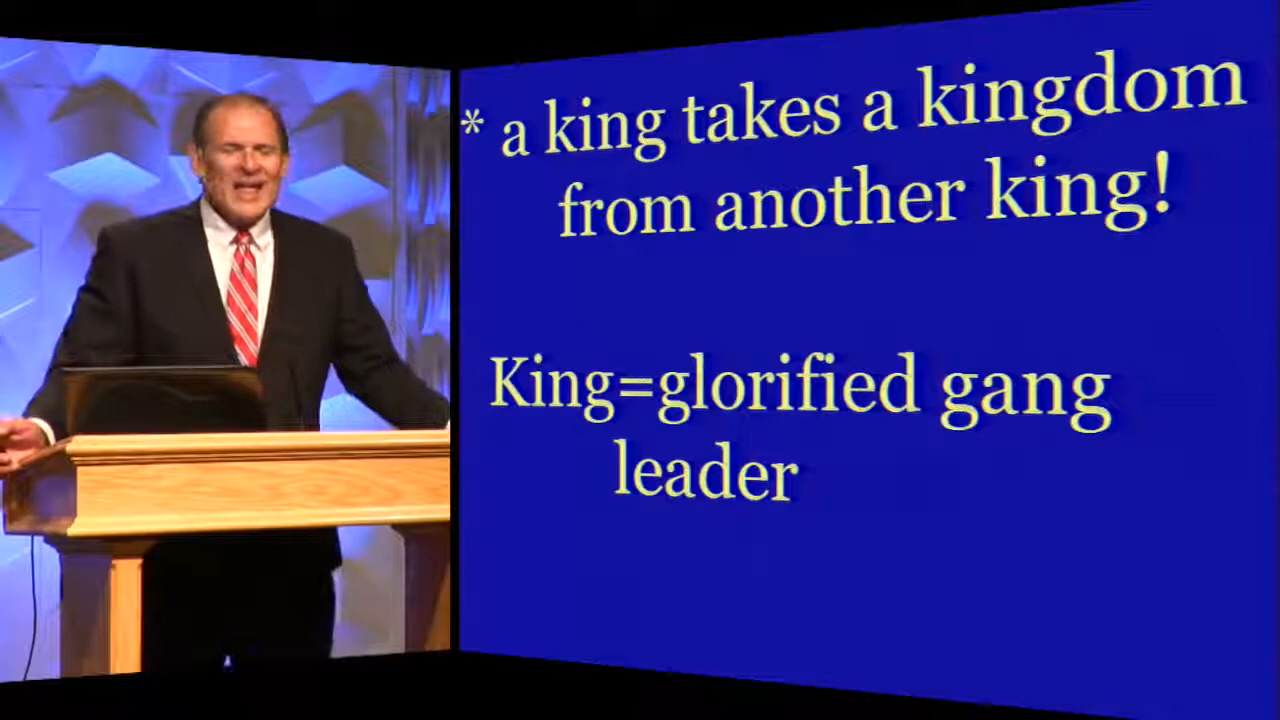 * a king takes a kingdom
from another king!
King=glorified gang
leader